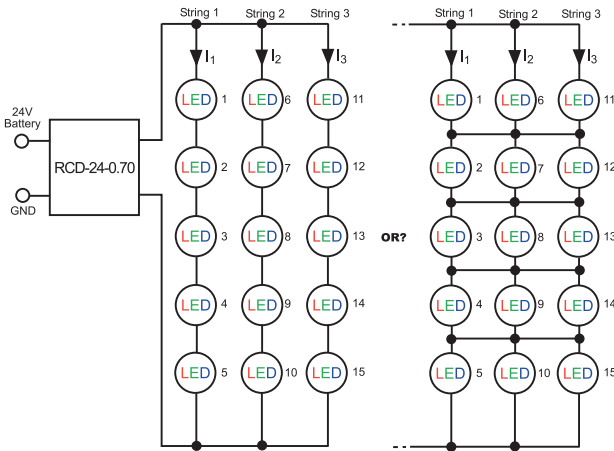 String 1 String 2 String 3 String 1 String 2 String 3
I1 I2 I3 I1 I2 I3
LED 1 LED 6 LED 11 LED 1 LED 6 LED 11
24V
Battery
RCD-24-0.70
GND
LED 2 LED 7 LED 12 LED 2 LED 7 LED 12
LED 3 LED 8 LED 13 OR? LED 3 LED 8 LED 13
LED 4 LED 9 LED 14 LED 4 LED 9 LED 14
LED 5 LED 10 LED 15 LED 5 LED 10 LED 15